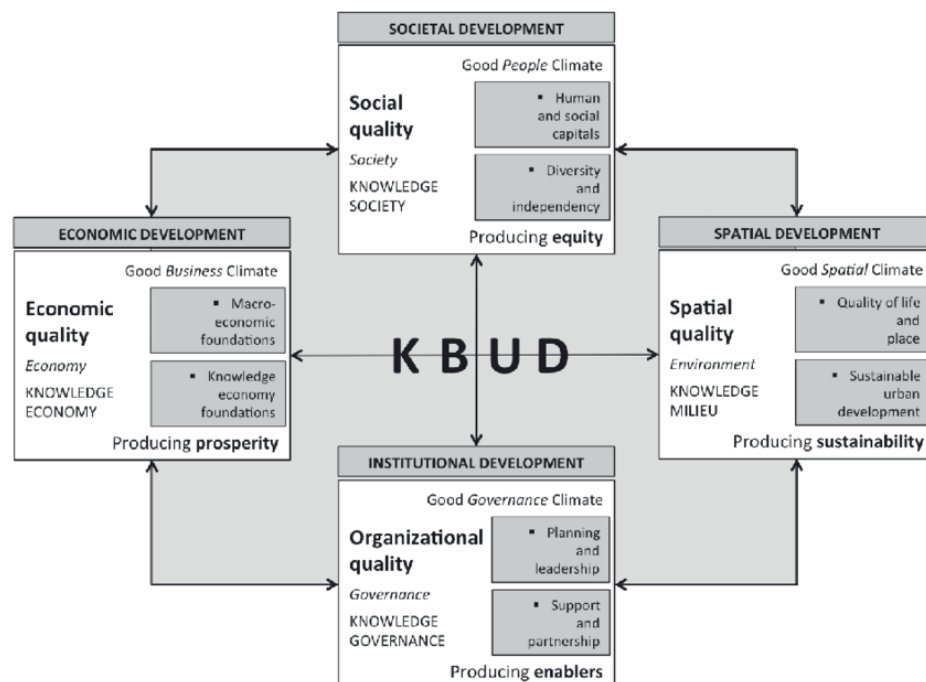 SOCIETAL DEVELOPMENT
Good People Climate
Social
quality
Society
KNOWLEDGE
SOCIETY
▪ Human
and social
capitals
▪ Diversity
and
independency
Producing equity
ECONOMIC DEVELOPMENT
Good Business Climate
Economic
quality
Economy
KNOWLEDGE
ECONOMY
▪ Macro-
economic
foundations
▪ Knowledge
economy
foundations
Producing prosperity
KBUD
SPATIAL DEVELOPMENT
Good Spatial Climate
Spatial
quality
Environment
KNOWLEDGE
MILIEU
▪ Quality of life
and
place
▪ Sustainable
urban
development
Producing sustainability
INSTITUTIONAL DEVELOPMENT
Good Governance Climate
Organizational
quality
Governance
KNOWLEDGE
GOVERNANCE
▪ Planning
and
leadership
▪ Support
and
partnership
Producing enablers